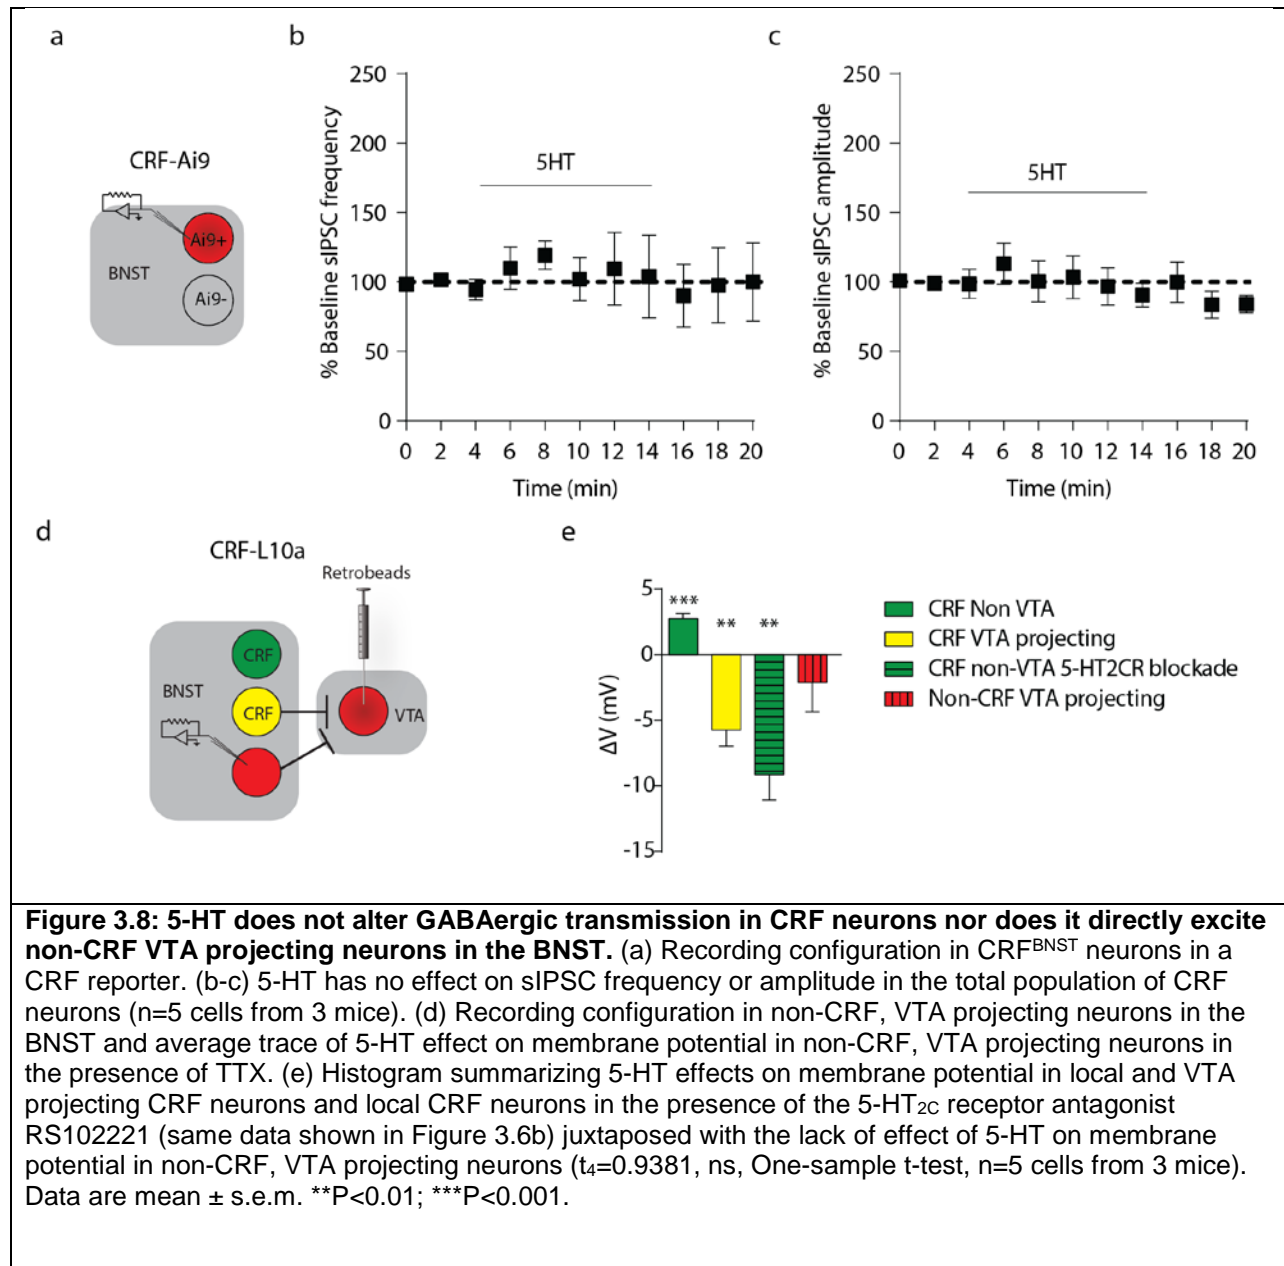 a
CRF-Ai9
Ai9+
BNST
Ai9-
b
% Baseline sIPSC frequency
250
200
150
100
50
0
5HT
0 2 4 6 8 10 12 14 16 18 20
Time (min)
c
% Baseline sIPSC amplitude
250
200
150
100
50
0
5HT
0 2 4 6 8 10 12 14 16 18 20
Time (min)
d
CRF-L10a
Retrobeads
CRF
BNST
CRF
VTA
e
ΔV (mV)
5
0
-5
-10
-15
*** ** **
CRF Non VTA
CRF VTA projecting
CRF non-VTA 5-HT2CR blockade
Non-CRF VTA projecting
Figure 3.8: 5-HT does not alter GABAergic transmission in CRF neurons nor does it directly excite
non-CRF VTA projecting neurons in the BNST. (a) Recording configuration in CRFᴮᴺˢᵀ neurons in a
CRF reporter. (b-c) 5-HT has no effect on sIPSC frequency or amplitude in the total population of CRF
neurons (n=5 cells from 3 mice). (d) Recording configuration in non-CRF, VTA projecting neurons in the
BNST and average trace of 5-HT effect on membrane potential in non-CRF, VTA projecting neurons in
the presence of TTX. (e) Histogram summarizing 5-HT effects on membrane potential in local and VTA
projecting CRF neurons and local CRF neurons in the presence of the 5-HT2C receptor antagonist
RS102221 (same data shown in Figure 3.6b) juxtaposed with the lack of effect of 5-HT on membrane
potential in non-CRF, VTA projecting neurons (t₄=0.9381, ns, One-sample t-test, n=5 cells from 3 mice).
Data are mean ± s.e.m. **P<0.01; ***P<0.001.